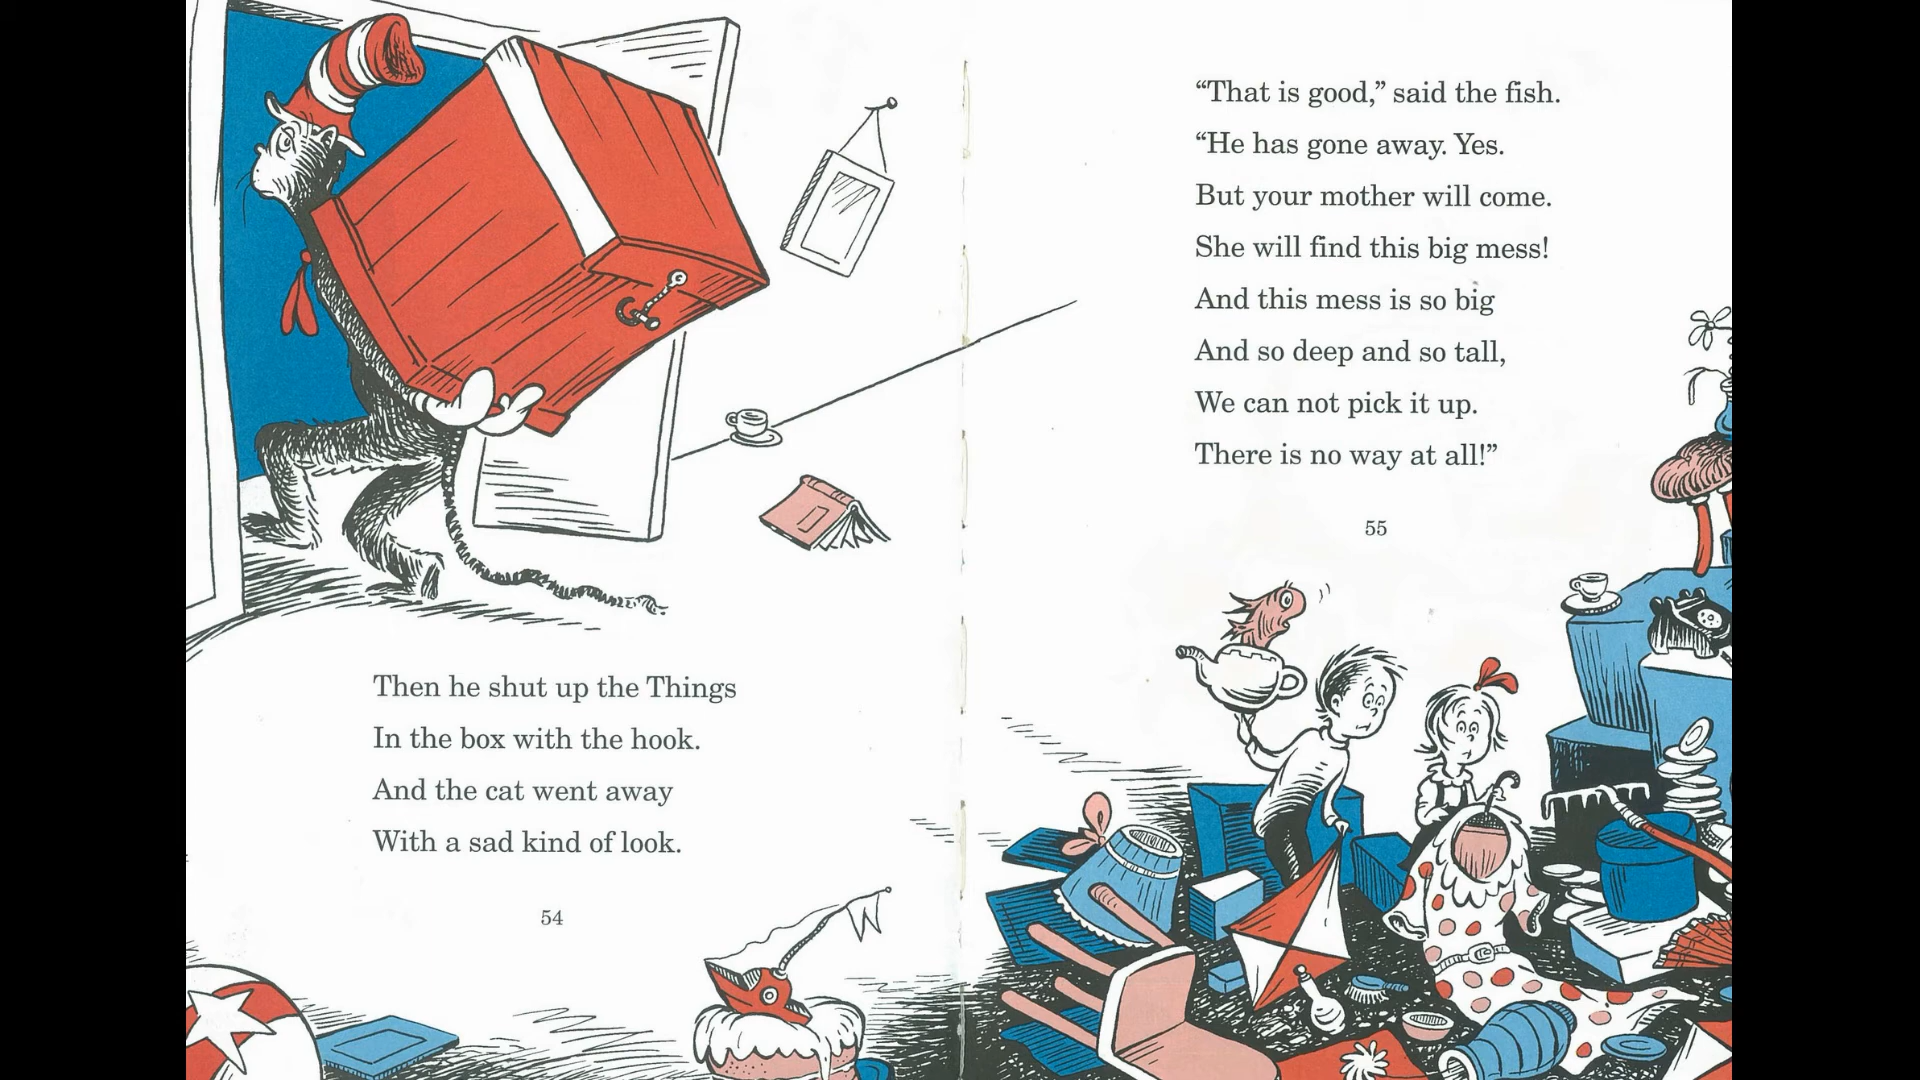 Then he shut up the Things
In the box with the hook.
And the cat went away
With a sad kind of look.
54
“That is good,” said the fish.
“He has gone away. Yes.
But your mother will come.
She will find this big mess!
And this mess is so big
And so deep and so tall,
We can not pick it up.
There is no way at all!”
55